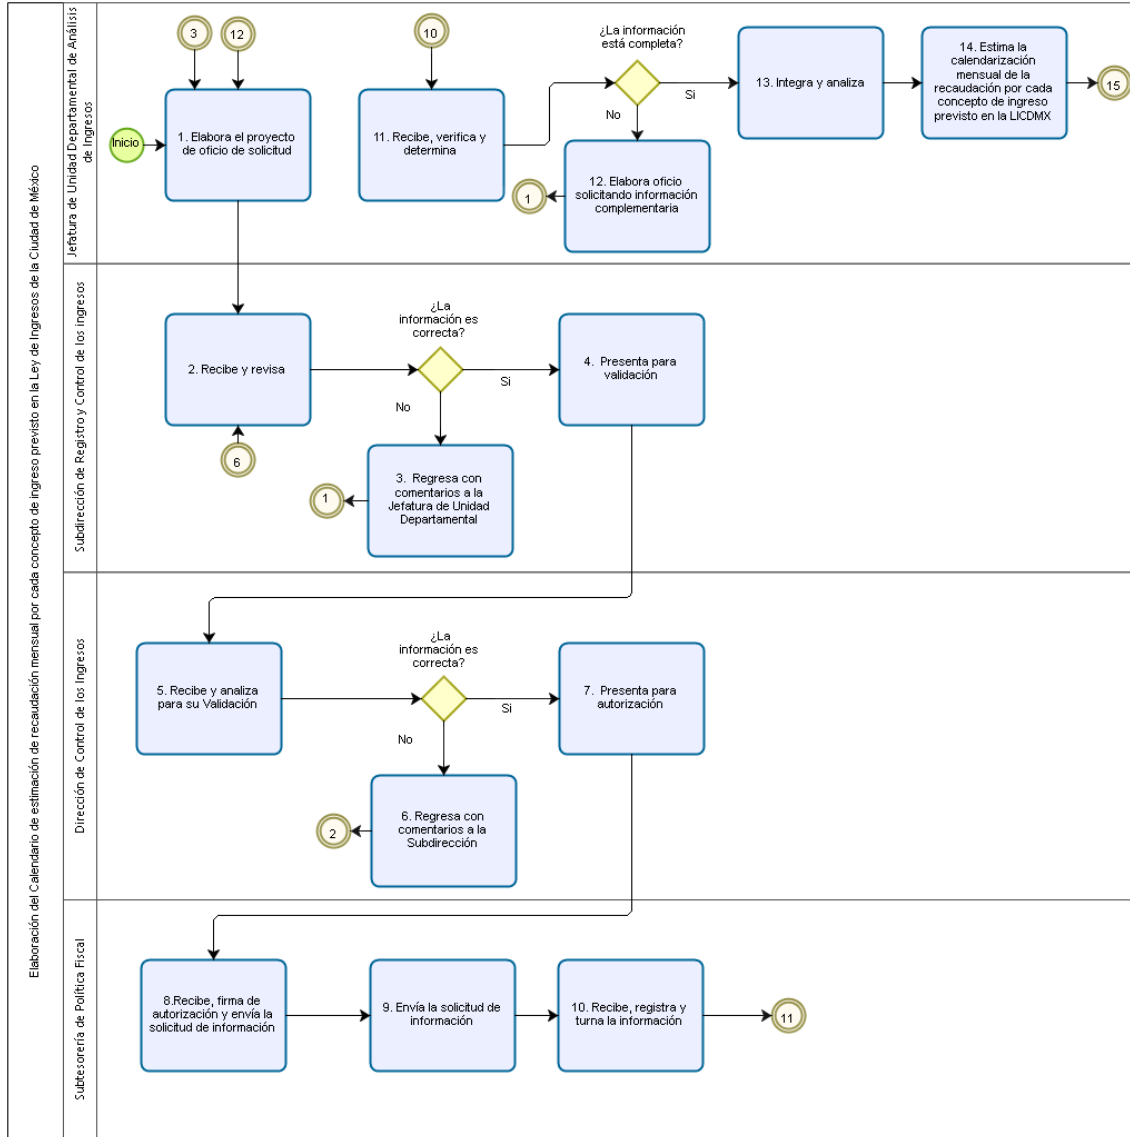 Elaboración del Calendario de estimación de recaudación mensual por cada concepto de ingreso previsto en la Ley de Ingresos de la Ciudad de México
Jefatura de Unidad Departamental de Análisis
de Ingresos
3
12
10
Inicio
1. Elabora el proyecto
de oficio de solicitud
11. Recibe, verifica y
determina
¿La información
está completa?
Si
No
12. Elabora oficio
solicitando información
complementaria
1
13. Integra y analiza
14. Estima la
calendarización
mensual de la
recaudación por cada
concepto de ingreso
previsto en la LICDMX
15
Subdirección de Registro y Control de los ingresos
2. Recibe y revisa
6
¿La
información es
correcta?
Si
No
3. Regresa con
comentarios a la
Jefatura de Unidad
Departamental
1
4. Presenta para
validación
Dirección de Control de los Ingresos
5. Recibe y analiza
para su Validación
¿La
información es
correcta?
Si
No
6. Regresa con
comentarios a la
Subdirección
2
7. Presenta para
autorización
Subtesorería de Política Fiscal
8.Recibe, firma de
autorización y envía la
solicitud de información
9. Envía la solicitud de
información
10. Recibe, registra y
turna la información
11